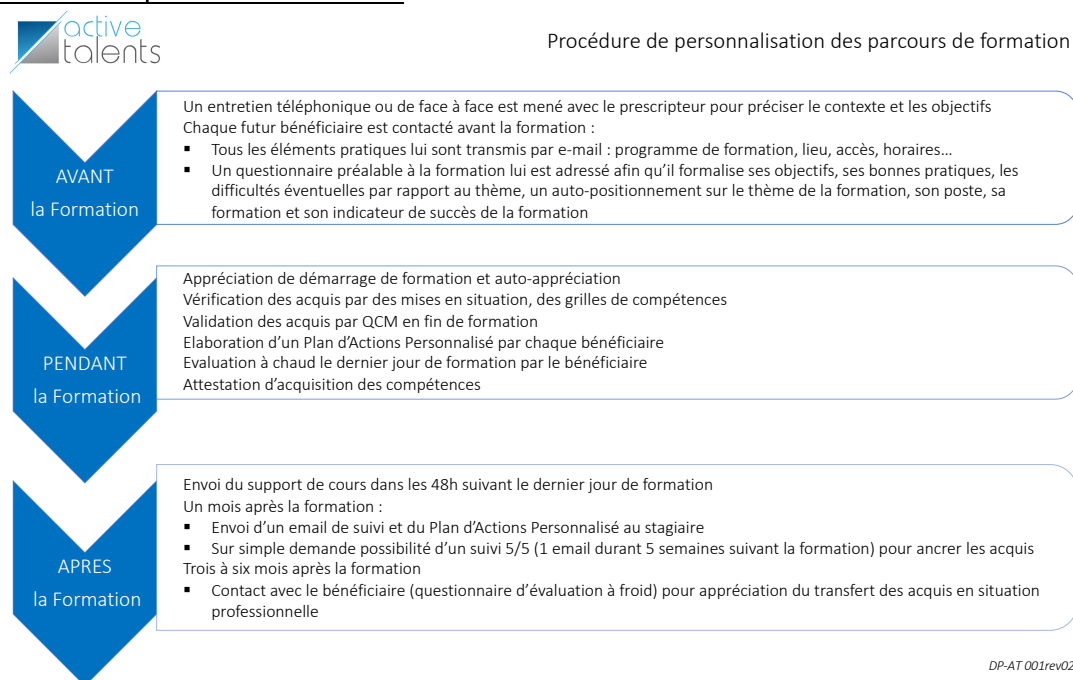 active
talents
Procédure de personnalisation des parcours de formation
AVANT
la Formation
Un entretien téléphonique ou de face à face est mené avec le prescripteur pour préciser le contexte et les objectifs
Chaque futur bénéficiaire est contacté avant la formation :
▪ Tous les éléments pratiques lui sont transmis par e-mail : programme de formation, lieu, accès, horaires…
▪ Un questionnaire préalable à la formation lui est adressé afin qu'il formalise ses objectifs, ses bonnes pratiques, les
difficultés éventuelles par rapport au thème, un auto-positionnement sur le thème de la formation, son poste, sa
formation et son indicateur de succès de la formation
PENDANT
la Formation
Appréciation de démarrage de formation et auto-appréciation
Vérification des acquis par des mises en situation, des grilles de compétences
Validation des acquis par QCM en fin de formation
Elaboration d'un Plan d'Actions Personnalisé par chaque bénéficiaire
Evaluation à chaud le dernier jour de formation par le bénéficiaire
Attestation d'acquisition des compétences
APRES
la Formation
Envoi du support de cours dans les 48h suivant le dernier jour de formation
Un mois après la formation :
▪ Envoi d'un email de suivi et du Plan d'Actions Personnalisé au stagiaire
▪ Sur simple demande possibilité d'un suivi 5/5 (1 email durant 5 semaines suivant la formation) pour ancrer les acquis
Trois à six mois après la formation
▪ Contact avec le bénéficiaire (questionnaire d'évaluation à froid) pour appréciation du transfert des acquis en situation
professionnelle
DP-AT 001rev02